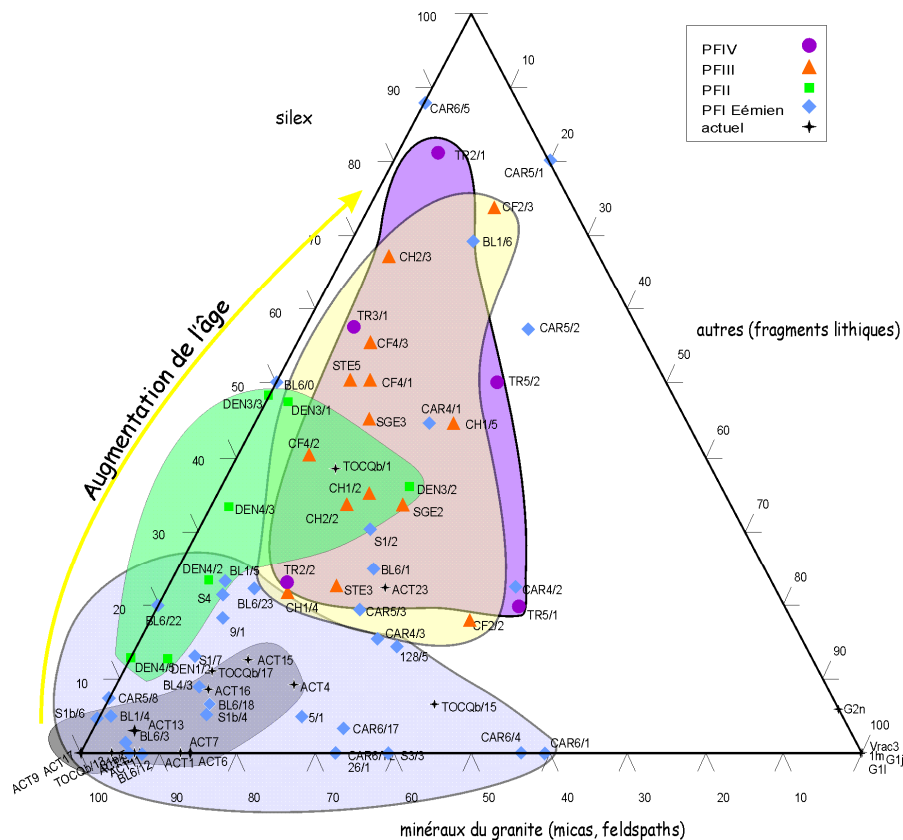 100
PFIV
PFIII
PFII
PFI Eémien
actuel
10
90
CAR6/5
silex
20
TR2/1
80
CAR5/1
CF2/3
30
70
BL1/6
CH2/3
40
60
TR3/1
CAR5/2
autres (fragments lithiques)
CF4/3
50
STE5
50
BL6/0
CF4/1
TR5/2
DEN3/3
DEN3/1
CAR4/1
SGE3
CH1/5
60
Augmentation de l'âge
CF4/2
40
TOCQb/1
CH1/2
DEN3/2
70
DEN4/3
CH2/2
SGE2
30
S1/2
DEN4/2
BL1/5
BL6/1
80
TR2/2
STE3
ACT23
CAR4/2
S4
BL6/23
CH1/4
20
BL6/22
CAR5/3
TR5/1
9/1
CF2/2
CAR4/3
128/5
90
S1/7
ACT15
DEN4/5
DEN1/3
TOCQb/17
10
BL4/3
ACT16
ACT4
CAR5/8
BL6/18
TOCQb/15
G2n
S1b/6
BL1/4
S1b/4
5/1
ACT13
100
BL6/3
ACT7
CAR6/17
CAR6/4
CAR6/1
Vrac3
ACT9
ACT17
BL6/12
ACT1
ACT6
26/1
S3/3
1m
G1j
G1l
100
90
80
70
60
50
40
30
20
10
minéraux du granite (micas, feldspaths)